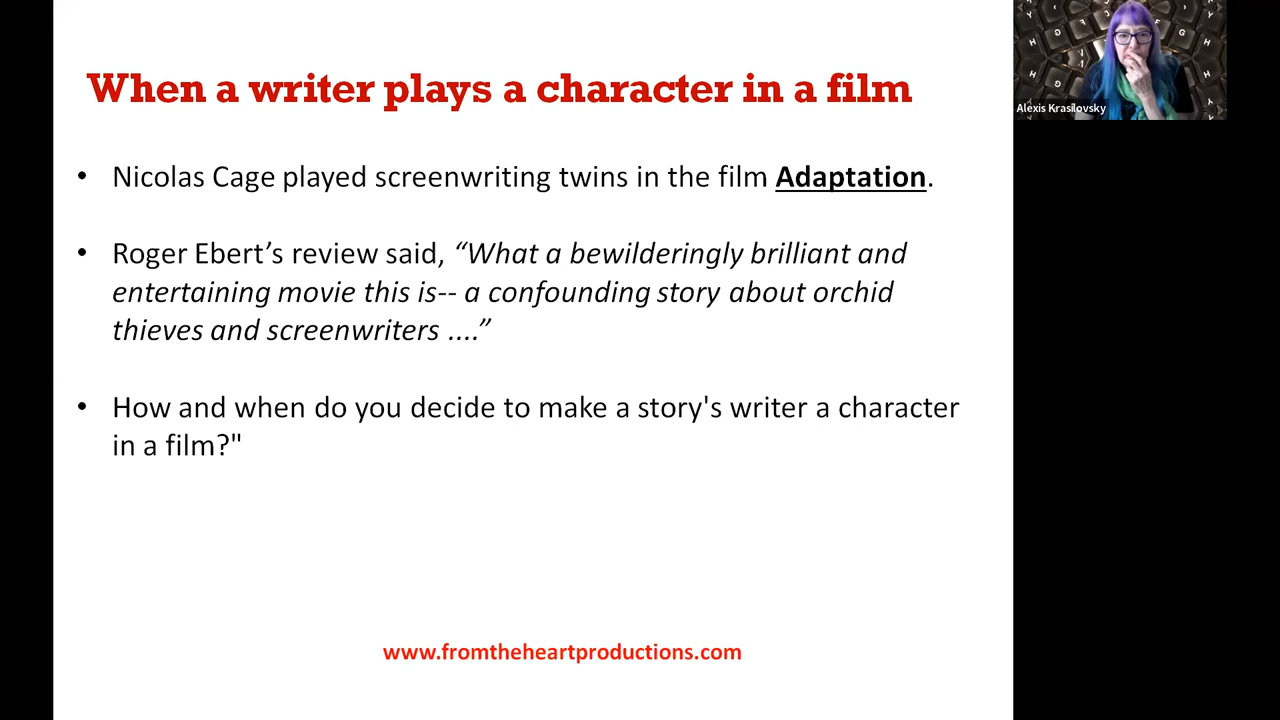 When a writer plays a character in a film
• Nicolas Cage played screenwriting twins in the film Adaptation.
• Roger Ebert’s review said, “What a bewilderingly brilliant and
entertaining movie this is-- a confounding story about orchid
thieves and screenwriters ....”
• How and when do you decide to make a story's writer a character
in a film?"
www.fromtheheartproductions.com
Alexis Krasilovsky